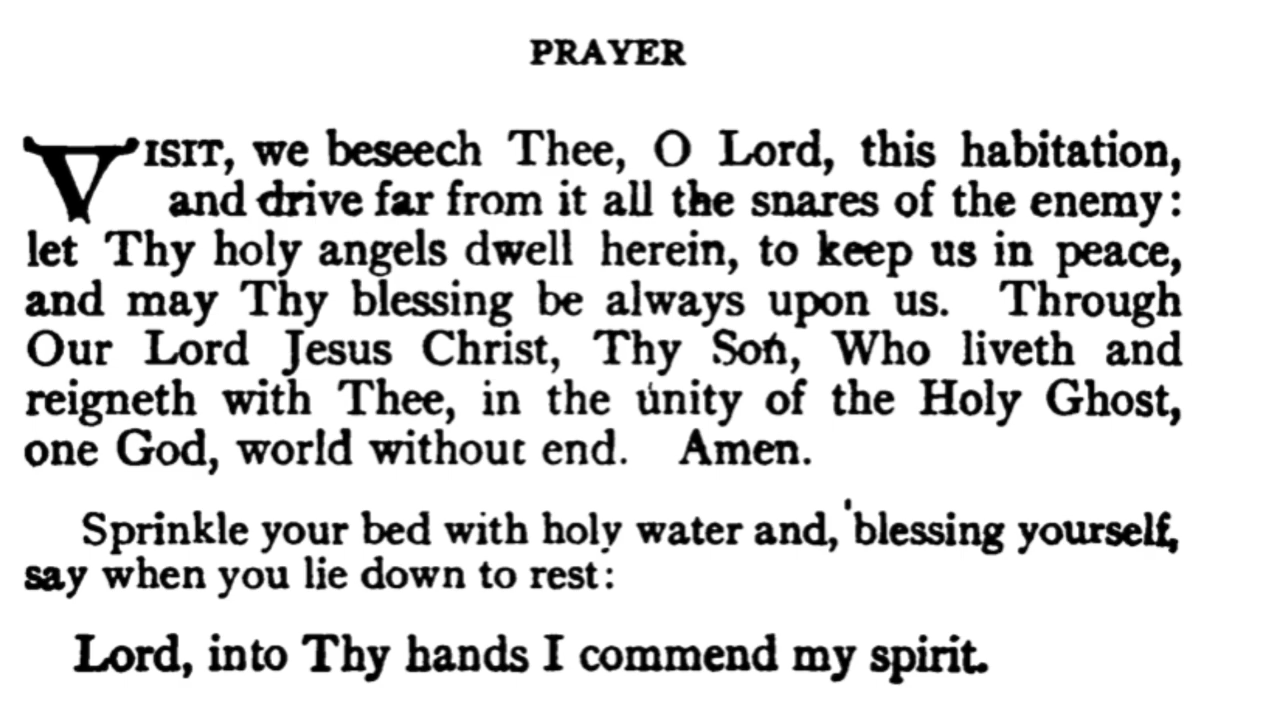 PRAYER
VISIT, we beseech Thee, O Lord, this habitation,
and drive far from it all the snares of the enemy:
let Thy holy angels dwell herein, to keep us in peace,
and may Thy blessing be always upon us. Through
Our Lord Jesus Christ, Thy Son, Who liveth and
reigneth with Thee, in the unity of the Holy Ghost,
one God, world without end. Amen.
Sprinkle your bed with holy water and, blessing yourself,
say when you lie down to rest:
Lord, into Thy hands I commend my spirit.